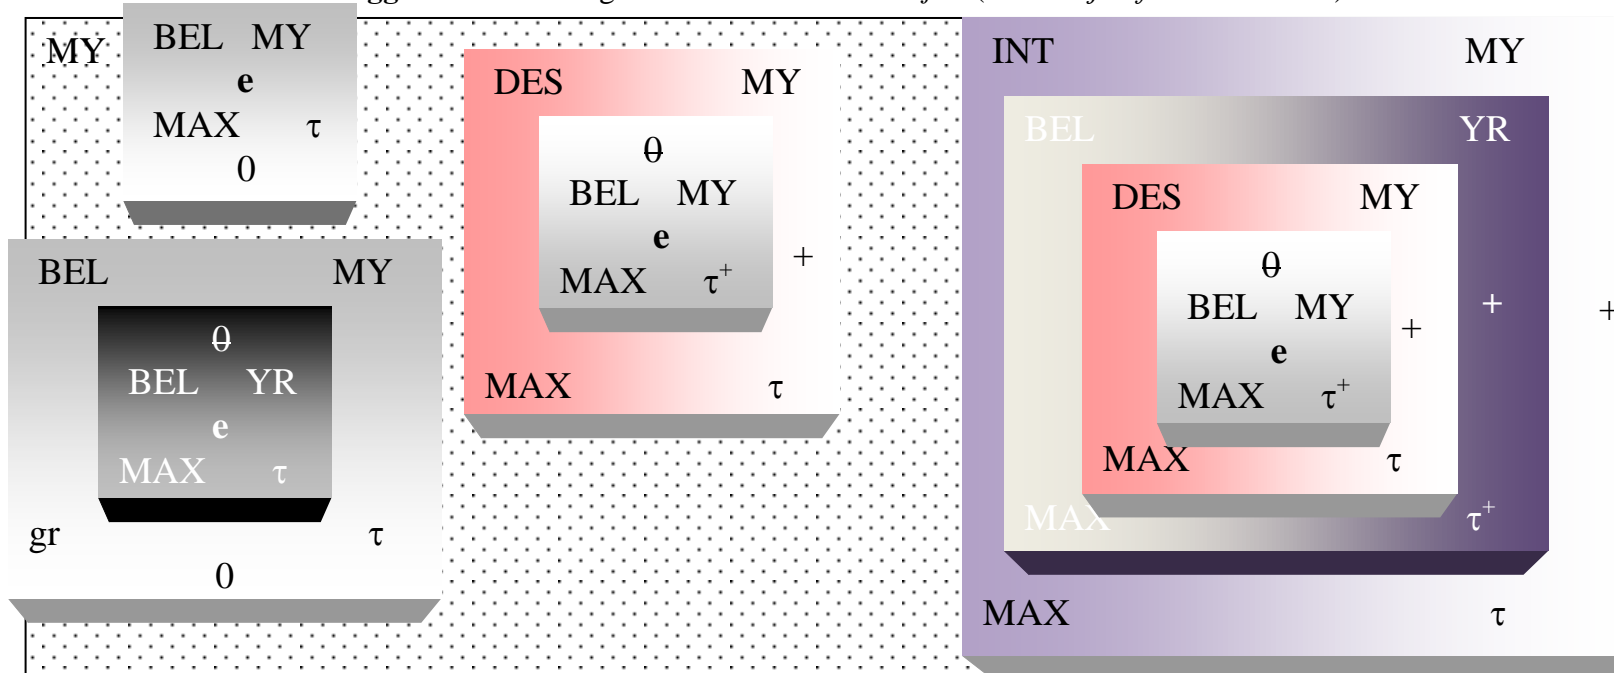 MY
BEL MY
e
MAX τ
0
BEL MY
θ
BEL YR
e
MAX τ
gr τ
0
DES MY
θ
BEL MY
e
MAX τ+
+
MAX τ
INT MY
BEL YR
DES MY
θ
BEL MY
e
MAX τ+
+
MAX τ
+
MAX τ+
+
MAX τ